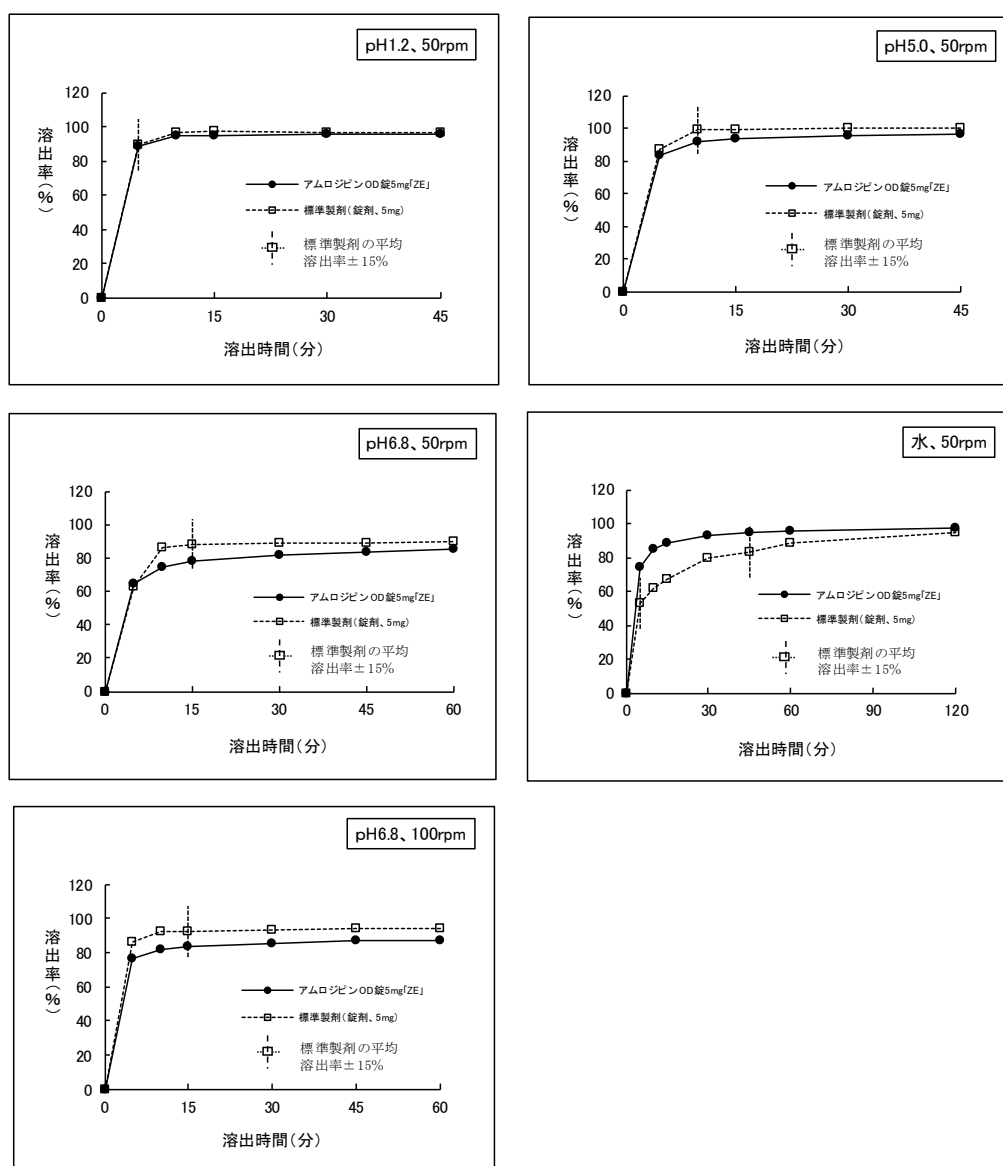 pH1.2、50rpm
120
100
80
60
40
20
0
溶出率(%)
アムロジピンOD錠5mg「ZE」
標準製剤(錠剤、5mg)
標準製剤の平均
溶出率±15%
0 15 30 45
溶出時間(分)
pH5.0、50rpm
120
100
80
60
40
20
0
溶出率(%)
アムロジピンOD錠5mg「ZE」
標準製剤(錠剤、5mg)
標準製剤の平均
溶出率±15%
0 15 30 45
溶出時間(分)
pH6.8、50rpm
120
100
80
60
40
20
0
溶出率(%)
アムロジピンOD錠5mg「ZE」
標準製剤(錠剤、5mg)
標準製剤の平均
溶出率±15%
0 15 30 45 60
溶出時間(分)
水、50rpm
120
100
80
60
40
20
0
溶出率(%)
アムロジピンOD錠5mg「ZE」
標準製剤(錠剤、5mg)
標準製剤の平均
溶出率±15%
0 30 60 90 120
溶出時間(分)
pH6.8、100rpm
120
100
80
60
40
20
0
溶出率(%)
アムロジピンOD錠5mg「ZE」
標準製剤(錠剤、5mg)
標準製剤の平均
溶出率±15%
0 15 30 45 60
溶出時間(分)